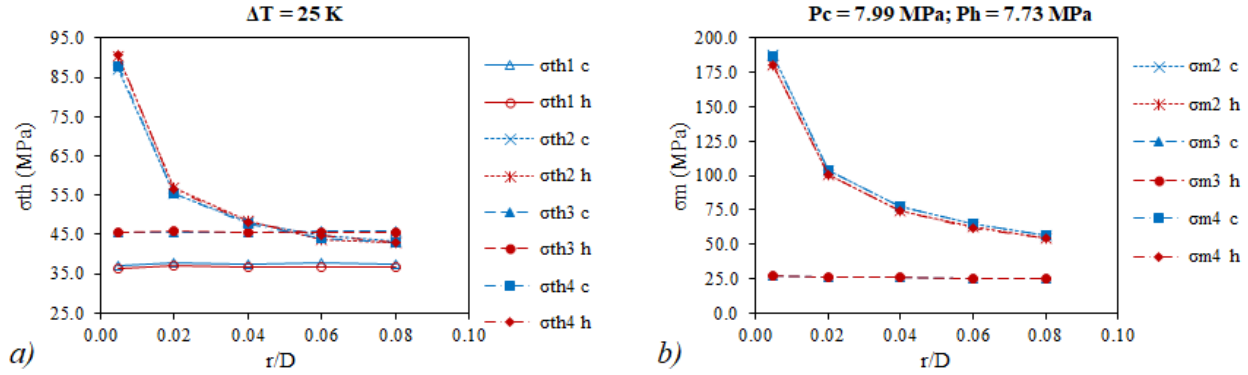 ΔT = 25 K
95.0
85.0
75.0
65.0
55.0
45.0
35.0
25.0
σth (MPa)
0.00 0.02 0.04 0.06 0.08 0.10
r/D
a)
σth1 c
σth1 h
σth2 c
σth2 h
σth3 c
σth3 h
σth4 c
σth4 h
Pc = 7.99 MPa; Ph = 7.73 MPa
200.0
175.0
150.0
125.0
100.0
75.0
50.0
25.0
0.0
σm (MPa)
0.00 0.02 0.04 0.06 0.08 0.10
r/D
b)
σm2 c
σm2 h
σm3 c
σm3 h
σm4 c
σm4 h